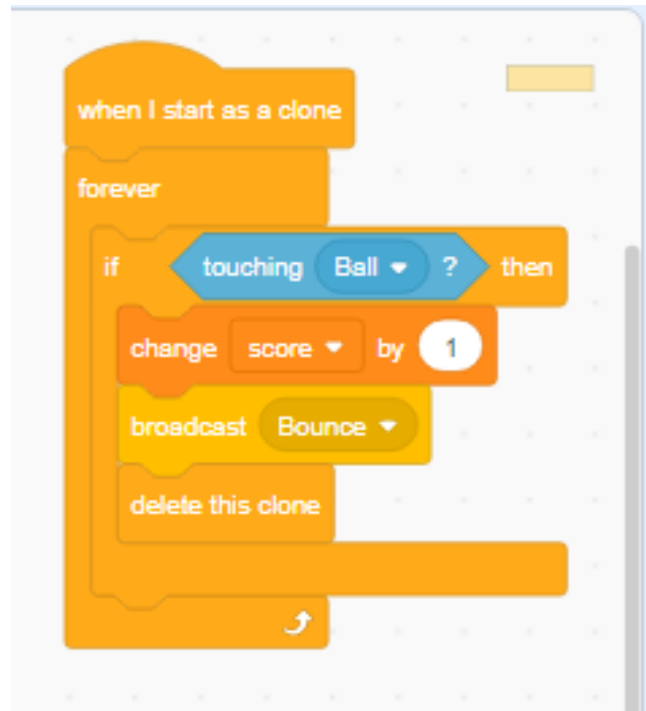 when I start as a clone
forever
if touching Ball ? then
change score by 1
broadcast Bounce
delete this clone